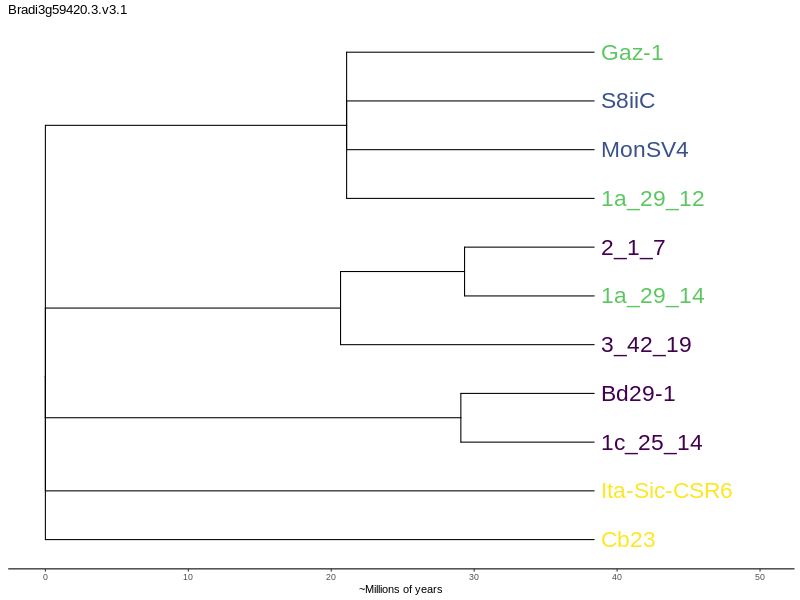 Bradi3g59420.3.v3.1
Gaz-1
S8iiC
MonSV4
1a_29_12
2_1_7
1a_29_14
3_42_19
Bd29-1
1c_25_14
Ita-Sic-CSR6
Cb23
0 10 20 30 40 50
~Millions of years